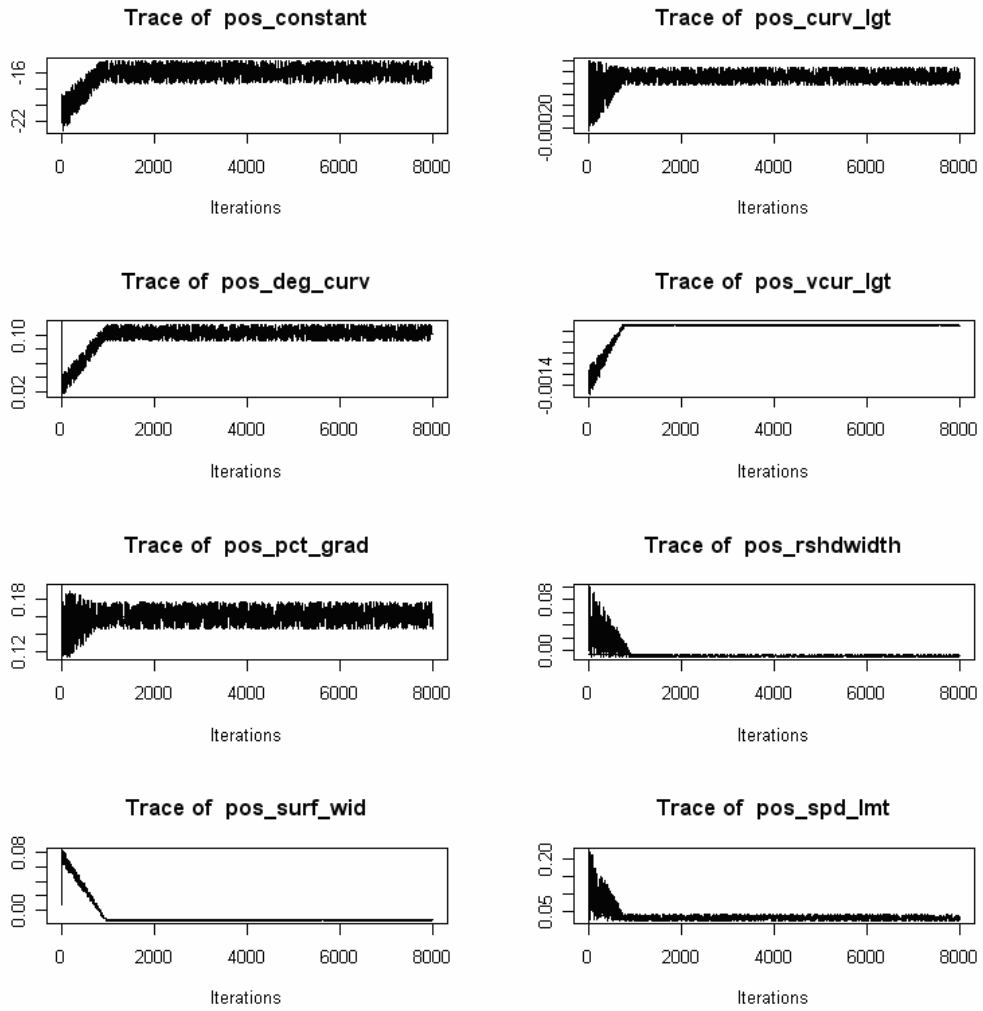 Trace of pos_constant
-16
-22
0 2000 4000 6000 8000
Iterations
Trace of pos_curv_lgt
-0.00020
0 2000 4000 6000 8000
Iterations
Trace of pos_deg_curv
0.10
0.02
0 2000 4000 6000 8000
Iterations
Trace of pos_vcur_lgt
-0.0014
0 2000 4000 6000 8000
Iterations
Trace of pos_pct_grad
0.18
0.12
0 2000 4000 6000 8000
Iterations
Trace of pos_rshdwidth
0.08
0.00
0 2000 4000 6000 8000
Iterations
Trace of pos_surf_wid
0.08
0.00
0 2000 4000 6000 8000
Iterations
Trace of pos_spd_lmt
0.20
0.05
0 2000 4000 6000 8000
Iterations